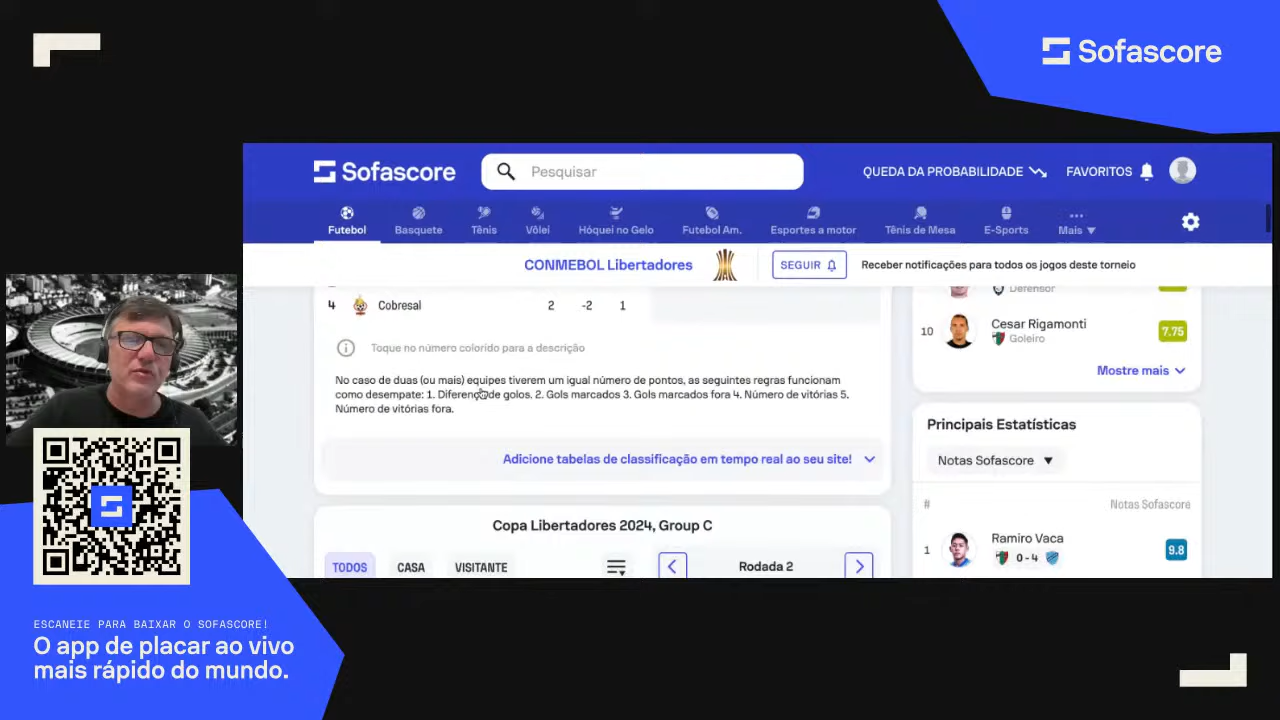 Sofascore
Sofascore
Pesquisar
QUEDA DA PROBABILIDADE
FAVORITOS
Futebol
Basquete
Tênis
Vôlei
Hóquei no Gelo
Futebol Am.
Esportes a motor
Tênis de Mesa
E-Sports
Mais ▼
CONMEBOL Libertadores
SEGUIR
Receber notificações para todos os jogos deste torneio
4 Cobresal 2 -2 1
Toque no número colorido para a descrição
No caso de duas (ou mais) equipes tiverem um igual número de pontos, as seguintes regras funcionam
como desempate: 1. Diferença de golos. 2. Gols marcados 3. Gols marcados fora 4. Número de vitórias 5.
Número de vitórias fora.
Adicione tabelas de classificação em tempo real ao seu site!
Copa Libertadores 2024, Group C
TODOS CASA VISITANTE
Rodada 2
Defensor
10 Cesar Rigamonti 7.75
Goleiro
Mostre mais
Principais Estatísticas
Notas Sofascore ▼
# Notas Sofascore
1 Ramiro Vaca 9.8
0 - 4
ESCANEIE PARA BAIXAR O SOFASCORE!
O app de placar ao vivo
mais rápido do mundo.